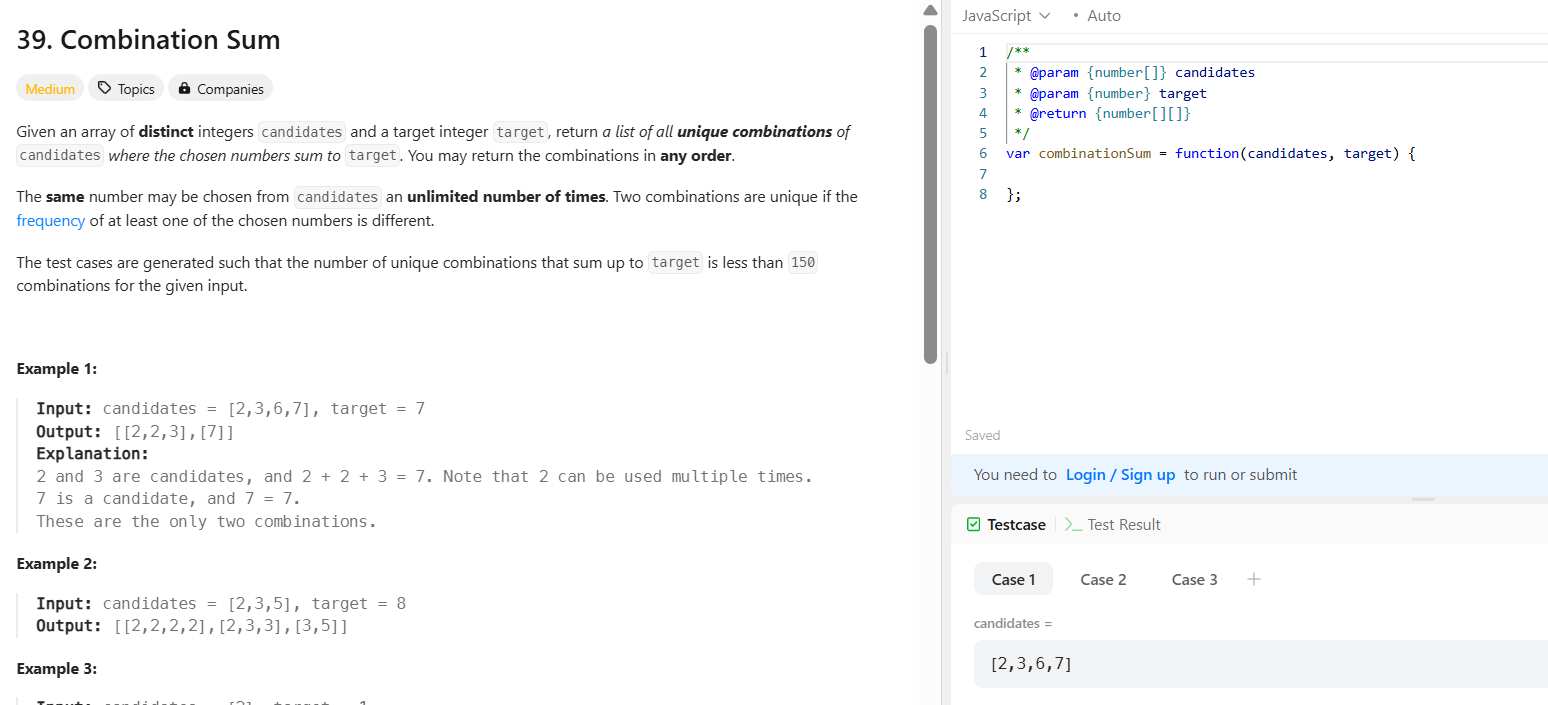 39. Combination Sum
Medium Topics Companies
Given an array of distinct integers candidates and a target integer target, return a list of all unique combinations of
candidates where the chosen numbers sum to target. You may return the combinations in any order.
The same number may be chosen from candidates an unlimited number of times. Two combinations are unique if the
frequency of at least one of the chosen numbers is different.
The test cases are generated such that the number of unique combinations that sum up to target is less than 150
combinations for the given input.
Example 1:
Input: candidates = [2,3,6,7], target = 7
Output: [[2,2,3],[7]]
Explanation:
2 and 3 are candidates, and 2 + 2 + 3 = 7. Note that 2 can be used multiple times.
7 is a candidate, and 7 = 7.
These are the only two combinations.
Example 2:
Input: candidates = [2,3,5], target = 8
Output: [[2,2,2,2],[2,3,3],[3,5]]
Example 3:
JavaScript • Auto
1 /**
2 * @param {number[]} candidates
3 * @param {number} target
4 * @return {number[][]}
5 */
6 var combinationSum = function(candidates, target) {
7
8 };
Saved
You need to Login / Sign up to run or submit
Testcase >_ Test Result
Case 1 Case 2 Case 3 +
candidates =
[2,3,6,7]